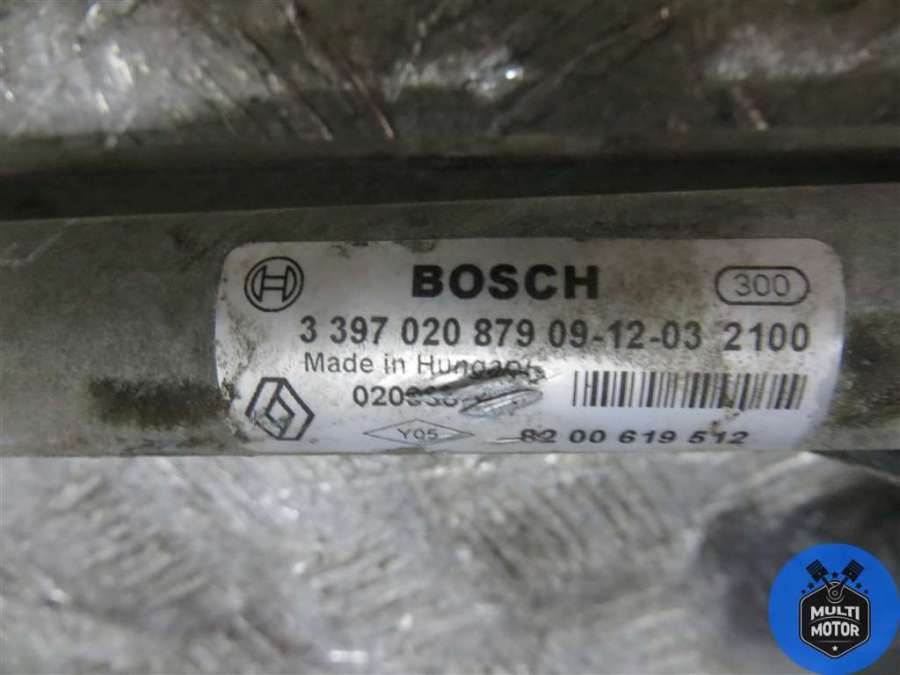 BOSCH 300
3 397 020 879 09-12-03 2100
Made in Hungary
Y05 82 00 619 512
MULTI
MOTOR